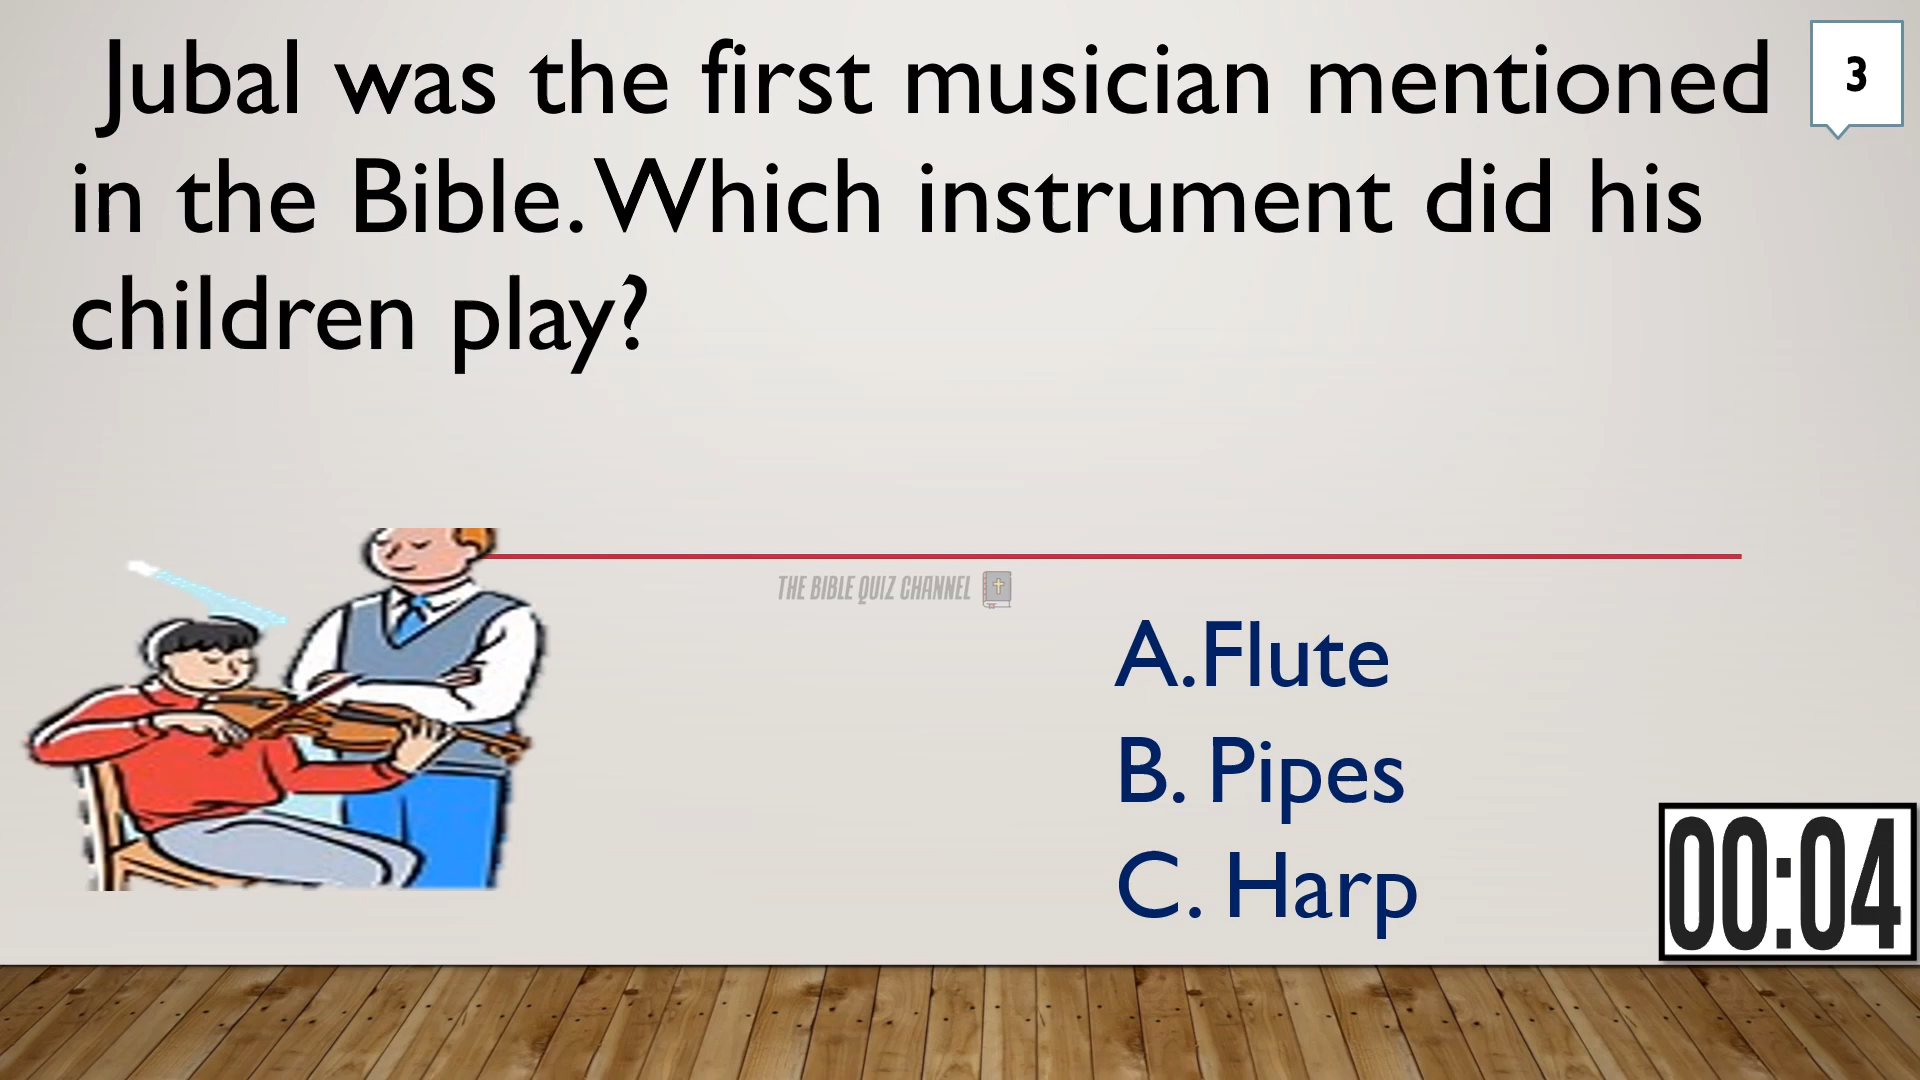 Jubal was the first musician mentioned
3
in the Bible. Which instrument did his
children play?
THE BIBLE QUIZ CHANNEL
A.Flute
B. Pipes
C. Harp
00:04